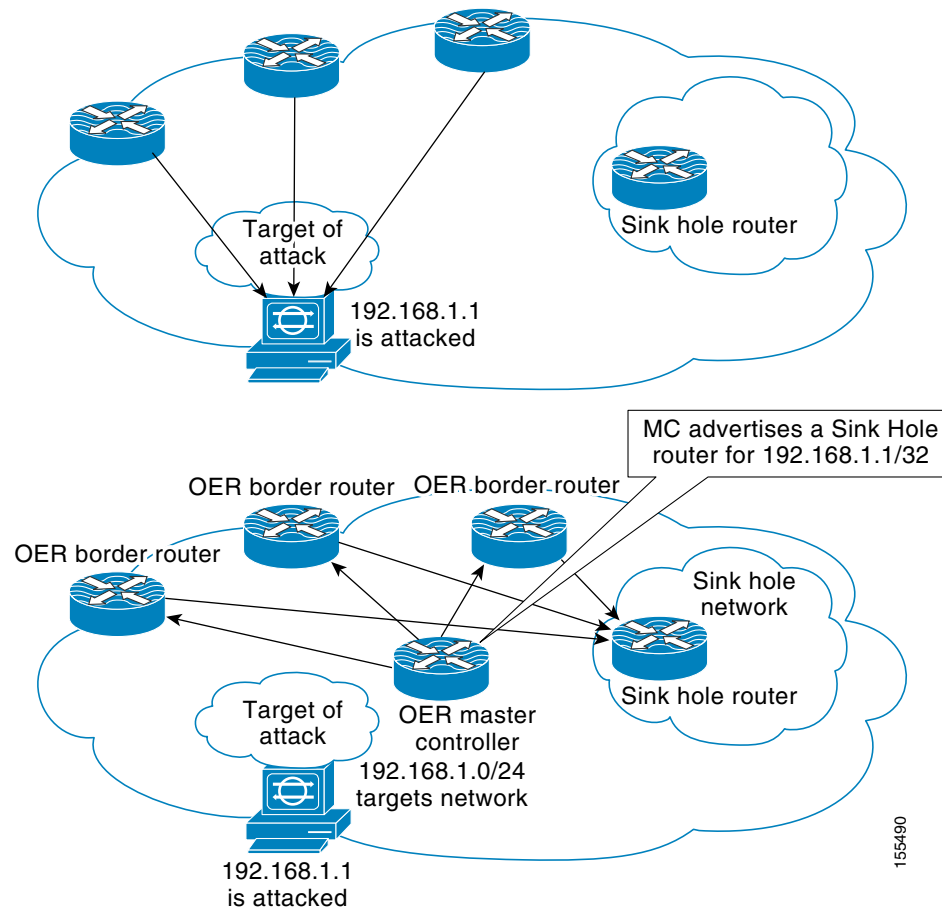 Target of
attack
Sink hole router
192.168.1.1
is attacked
MC advertises a Sink Hole
router for 192.168.1.1/32
OER border router
OER border router
OER border router
Sink hole
network
Sink hole router
Target of
attack
OER master
controller
192.168.1.0/24
targets network
192.168.1.1
is attacked
155490